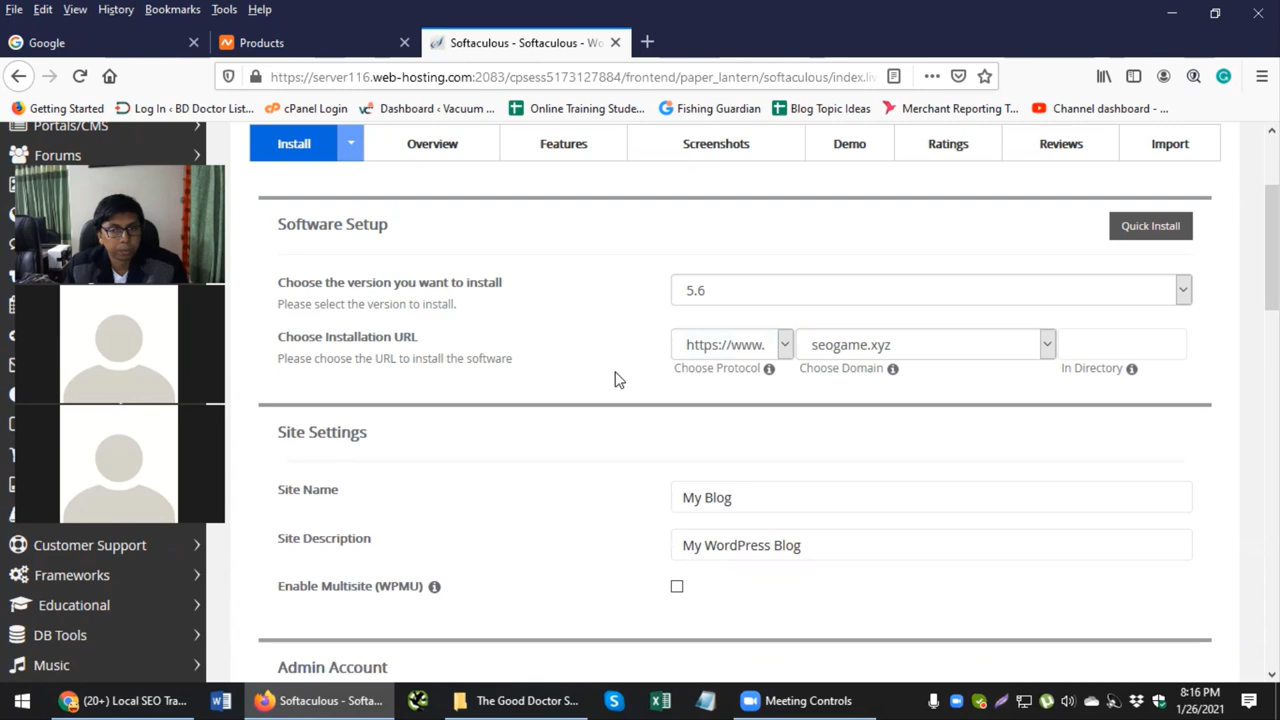 File Edit View History Bookmarks Tools Help
Google
Products
Softaculous - Softaculous - Wo
https://server116.web-hosting.com:2083/cpsess5173127884/frontend/paper_lantern/softaculous/index.liv
Getting Started
Log In ‹ BD Doctor List...
cPanel Login
Dashboard ‹ Vacuum ...
Online Training Stude...
Fishing Guardian
Blog Topic Ideas
Merchant Reporting T...
Channel dashboard - ...
Portals/CMS
Forums
Install
Overview
Features
Screenshots
Demo
Ratings
Reviews
Import
Software Setup
Quick Install
Choose the version you want to install
Please select the version to install.
5.6
Choose Installation URL
Please choose the URL to install the software
https://www.
seogame.xyz
Choose Protocol
Choose Domain
In Directory
Site Settings
Site Name
My Blog
Site Description
My WordPress Blog
Enable Multisite (WPMU)
Admin Account
Customer Support
Frameworks
Educational
DB Tools
Music
(20+) Local SEO Tra...
Softaculous - Softa...
The Good Doctor S...
Meeting Controls
8:16 PM
1/26/2021